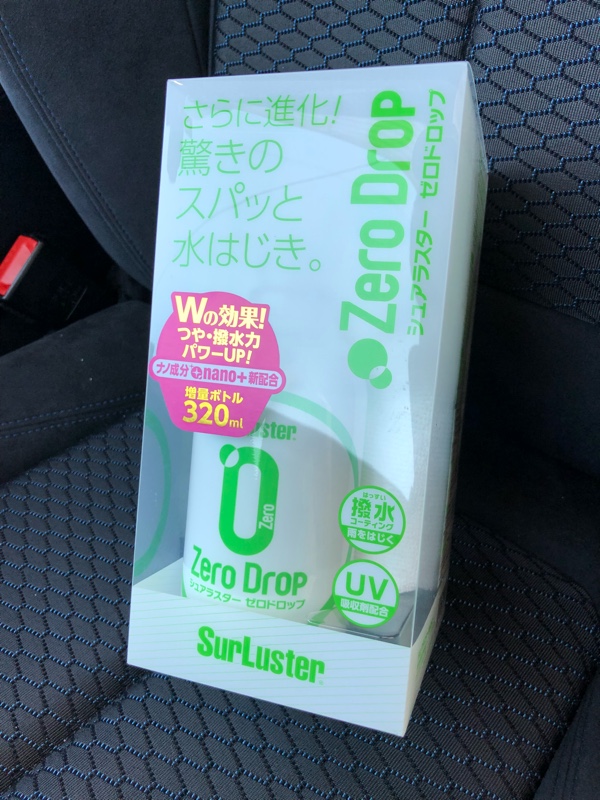 さらに進化!
驚きの
スパッと
水はじき。
Zero Drop
シュアラスター ゼロドロップ
Wの効果!
つや・撥水力
パワーUP!
ナノ成分 nano+ 新配合
増量ボトル
320ml
Zero
Zero Drop
シュアラスター ゼロドロップ
はっすい
撥水
コーティング
雨をはじく
UV
吸収剤配合
SurLuster